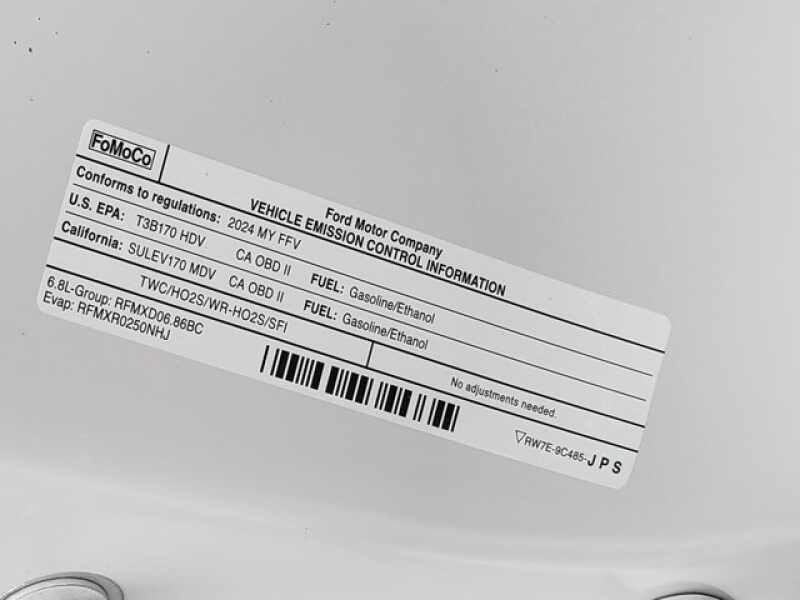 FoMoCo
Ford Motor Company
VEHICLE EMISSION CONTROL INFORMATION
Conforms to regulations: 2024 MY FFV
U.S. EPA: T3B170 HDV CA OBD II FUEL: Gasoline/Ethanol
California: SULEV170 MDV CA OBD II FUEL: Gasoline/Ethanol
TWC/HO2S/WR-HO2S/SFI
No adjustments needed.
6.8L-Group: RFMXD06.86BC
Evap: RFMXR0250NHJ
RW7E-9C485-JPS